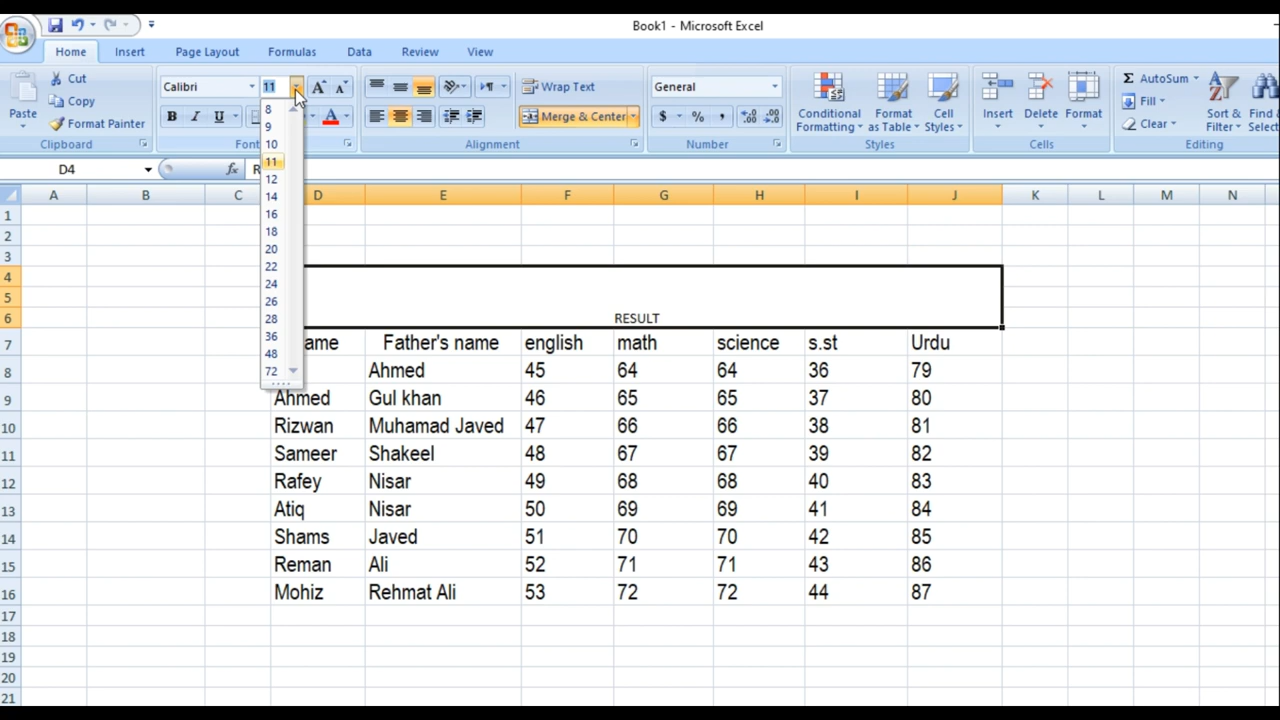 Book1 - Microsoft Excel
Home Insert Page Layout Formulas Data Review View
Paste
Cut
Copy
Format Painter
Clipboard
Calibri 11
B I U A
Font
Wrap Text
Merge & Center
Alignment
General
$ % ,
Number
Conditional Formatting
Format as Table
Cell Styles
Styles
Insert Delete Format
Cells
Σ AutoSum
Fill
Clear
Sort & Filter
Find & Select
Editing
D4 fx R
8
9
10
11
12
14
16
18
20
22
24
26
28
36
48
72
A B C D E F G H I J K L M N
1
2
3
4
5
6 RESULT
7 ame Father's name english math science s.st Urdu
8 Ahmed 45 64 64 36 79
9 Ahmed Gul khan 46 65 65 37 80
10 Rizwan Muhamad Javed 47 66 66 38 81
11 Sameer Shakeel 48 67 67 39 82
12 Rafey Nisar 49 68 68 40 83
13 Atiq Nisar 50 69 69 41 84
14 Shams Javed 51 70 70 42 85
15 Reman Ali 52 71 71 43 86
16 Mohiz Rehmat Ali 53 72 72 44 87
17
18
19
20
21